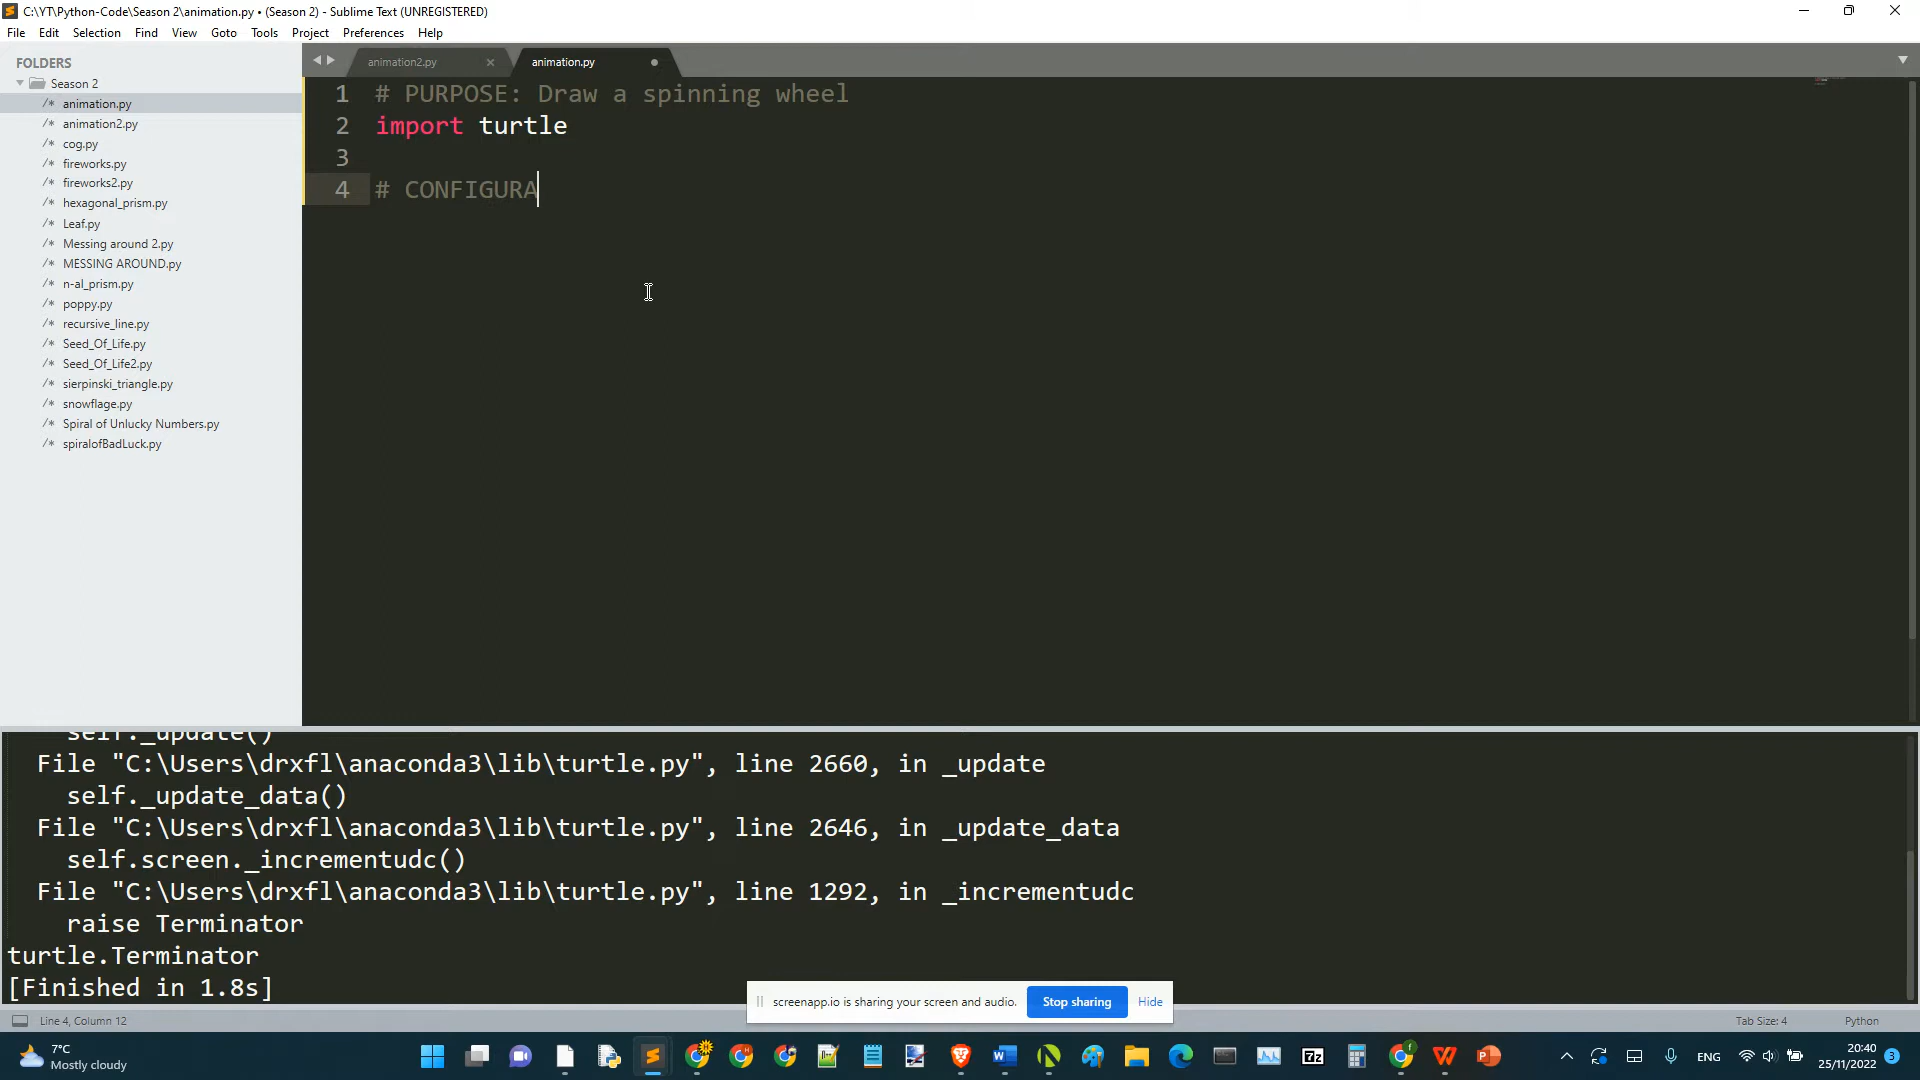 C:\YT\Python-Code\Season 2\animation.py • (Season 2) - Sublime Text (UNREGISTERED)
File Edit Selection Find View Goto Tools Project Preferences Help
FOLDERS
Season 2
/* animation.py
/* animation2.py
/* cog.py
/* fireworks.py
/* fireworks2.py
/* hexagonal_prism.py
/* Leaf.py
/* Messing around 2.py
/* MESSING AROUND.py
/* n-al_prism.py
/* poppy.py
/* recursive_line.py
/* Seed_Of_Life.py
/* Seed_Of_Life2.py
/* sierpinski_triangle.py
/* snowflage.py
/* Spiral of Unlucky Numbers.py
/* spiralofBadLuck.py
animation2.py × animation.py •
1 # PURPOSE: Draw a spinning wheel
2 import turtle
3
4 # CONFIGURA
self._update()
File "C:\Users\drxfl\anaconda3\lib\turtle.py", line 2660, in _update
self._update_data()
File "C:\Users\drxfl\anaconda3\lib\turtle.py", line 2646, in _update_data
self.screen._incrementudc()
File "C:\Users\drxfl\anaconda3\lib\turtle.py", line 1292, in _incrementudc
raise Terminator
turtle.Terminator
[Finished in 1.8s]
screenapp.io is sharing your screen and audio. Stop sharing Hide
Line 4, Column 12 Tab Size: 4 Python
7°C
Mostly cloudy
7z
ENG
20:40
25/11/2022
3